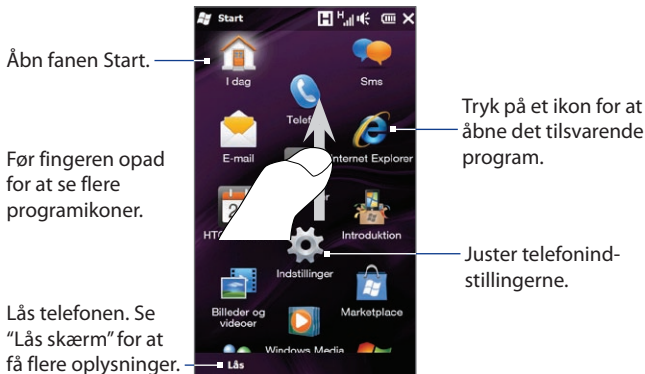 Start
Åbn fanen Start.
I dag
Sms
Tryk på et ikon for at
åbne det tilsvarende
program.
E-mail
Internet Explorer
Før fingeren opad
for at se flere
programikoner.
Introduktion
Indstillinger
Juster telefonind-
stillingerne.
Billeder og
videoer
Marketplace
Lås telefonen. Se
“Lås skærm” for at
få flere oplysninger.
Windows Media
Lås